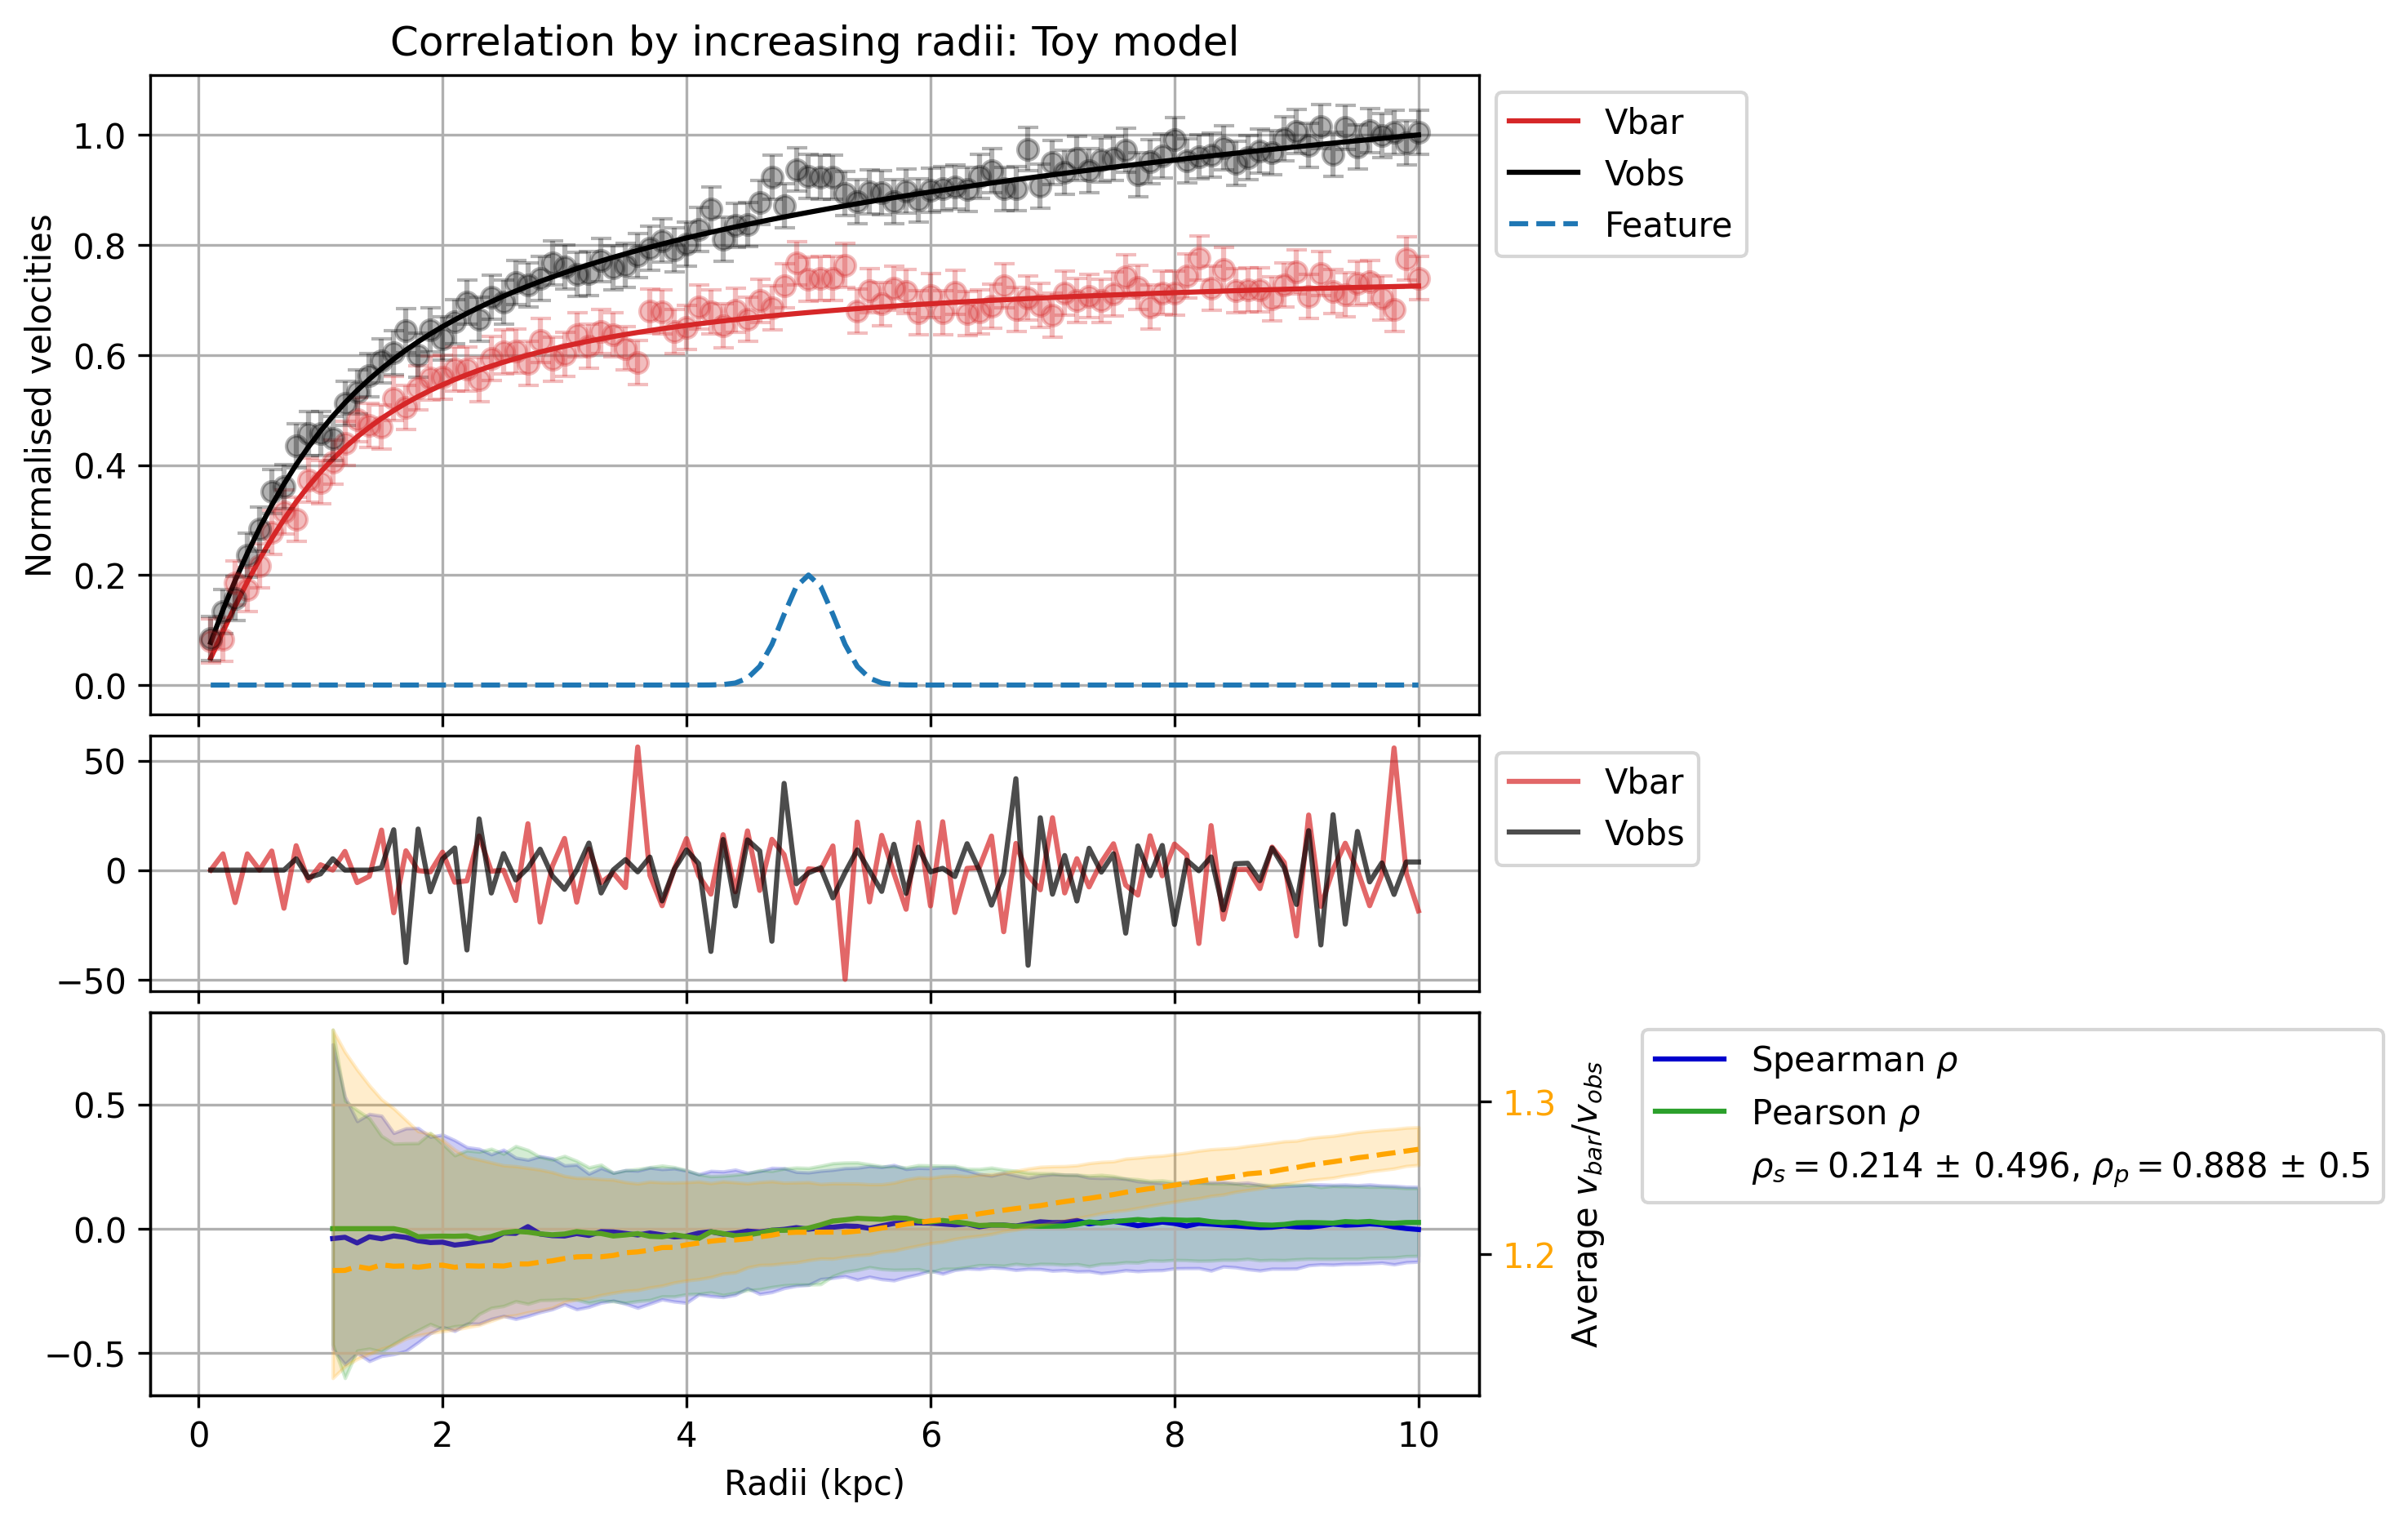 Correlation by increasing radii: Toy model
Normalised velocities
1.0
0.8
0.6
0.4
0.2
0.0
Vbar
Vobs
Feature
50
0
−50
Vbar
Vobs
0.5
0.0
−0.5
1.3
1.2
Average v_bar/v_obs
Spearman ρ
Pearson ρ
ρ_s = 0.214 ± 0.496, ρ_p = 0.888 ± 0.5
0 2 4 6 8 10
Radii (kpc)